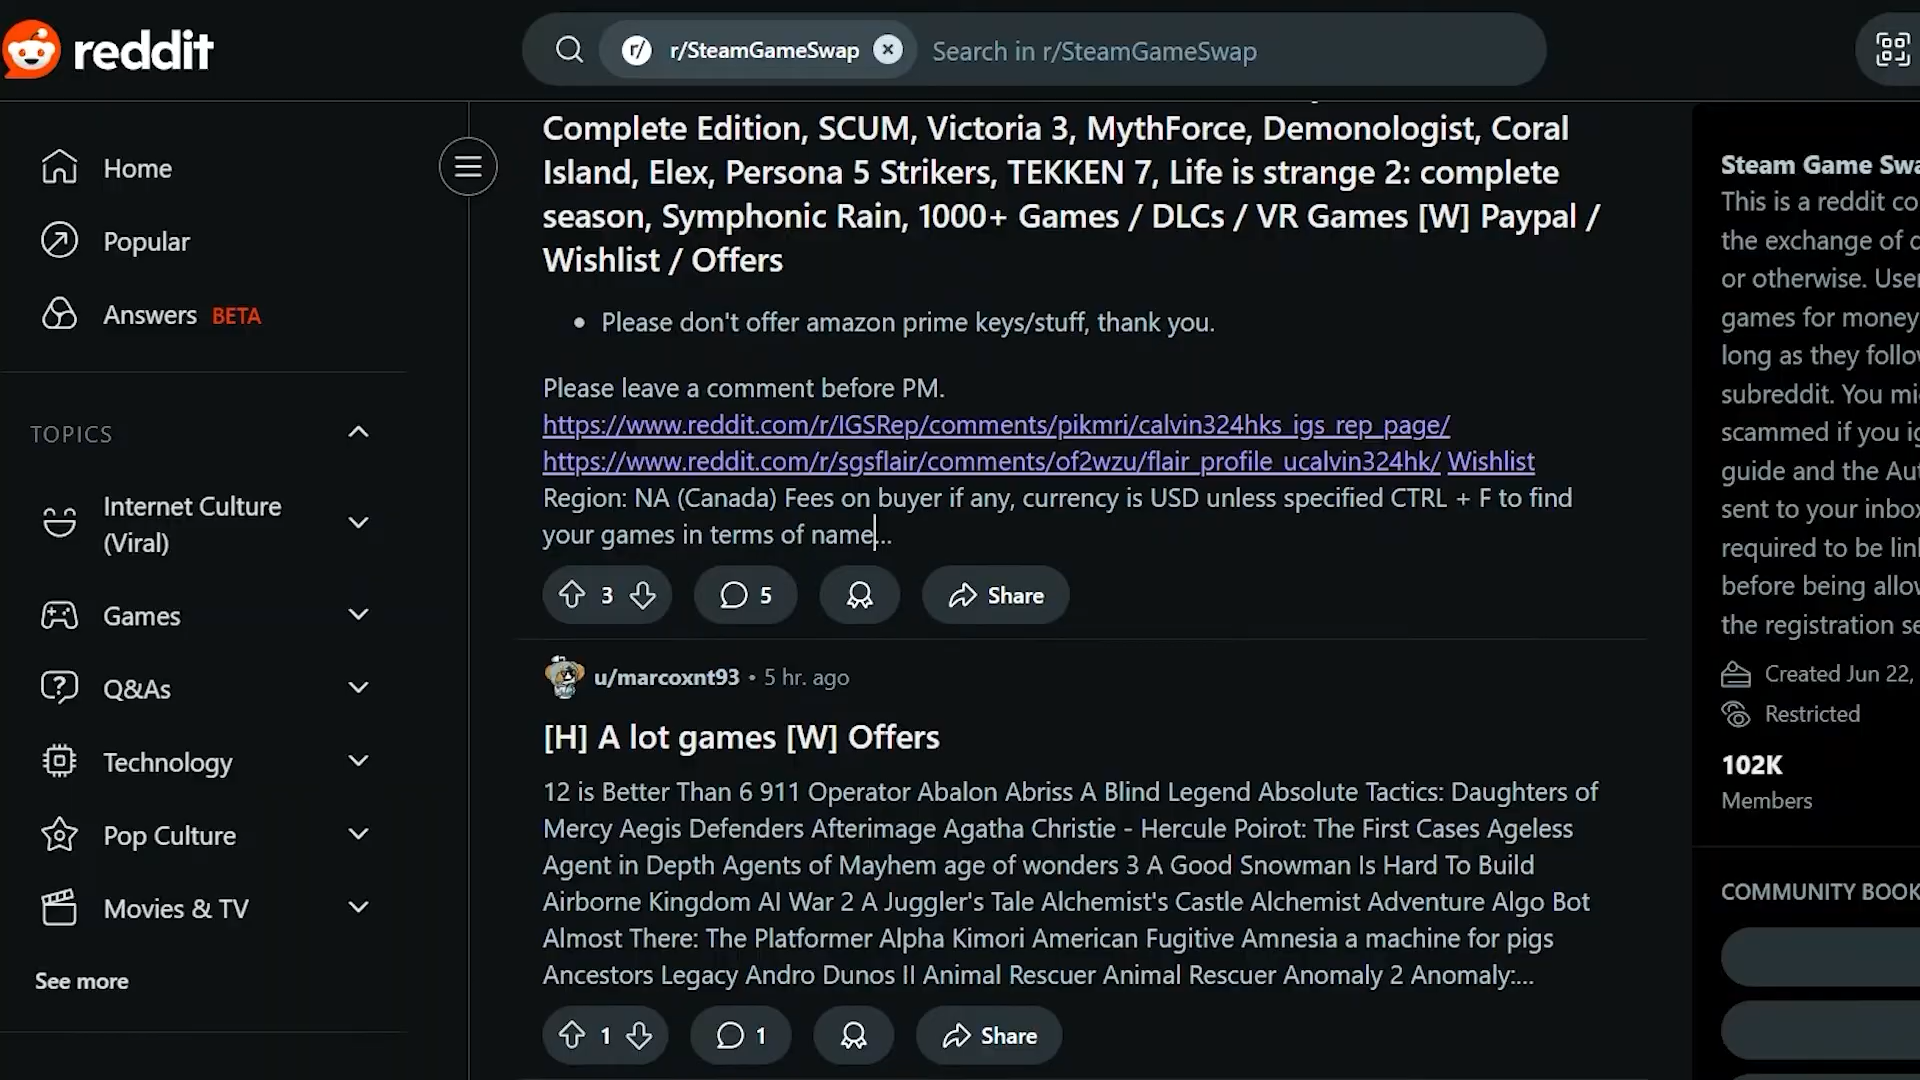 reddit
r/SteamGameSwap
Search in r/SteamGameSwap
Home
Popular
Answers BETA
TOPICS
Internet Culture
(Viral)
Games
Q&As
Technology
Pop Culture
Movies & TV
See more
Complete Edition, SCUM, Victoria 3, MythForce, Demonologist, Coral
Island, Elex, Persona 5 Strikers, TEKKEN 7, Life is strange 2: complete
season, Symphonic Rain, 1000+ Games / DLCs / VR Games [W] Paypal /
Wishlist / Offers
• Please don't offer amazon prime keys/stuff, thank you.
Please leave a comment before PM.
https://www.reddit.com/r/IGSRep/comments/pikmri/calvin324hks_igs_rep_page/
https://www.reddit.com/r/sgsflair/comments/of2wzu/flair_profile_ucalvin324hk/ Wishlist
Region: NA (Canada) Fees on buyer if any, currency is USD unless specified CTRL + F to find
your games in terms of name...
3
5
Share
u/marcoxnt93 • 5 hr. ago
[H] A lot games [W] Offers
12 is Better Than 6 911 Operator Abalon Abriss A Blind Legend Absolute Tactics: Daughters of
Mercy Aegis Defenders Afterimage Agatha Christie - Hercule Poirot: The First Cases Ageless
Agent in Depth Agents of Mayhem age of wonders 3 A Good Snowman Is Hard To Build
Airborne Kingdom AI War 2 A Juggler's Tale Alchemist's Castle Alchemist Adventure Algo Bot
Almost There: The Platformer Alpha Kimori American Fugitive Amnesia a machine for pigs
Ancestors Legacy Andro Dunos II Animal Rescuer Animal Rescuer Anomaly 2 Anomaly:...
1
1
Share
Steam Game Swa
This is a reddit co
the exchange of
or otherwise. User
games for money
long as they follow
subreddit. You mi
scammed if you ig
guide and the Aut
sent to your inbox
required to be lin
before being allow
the registration se
Created Jun 22,
Restricted
102K
Members
COMMUNITY BOOK